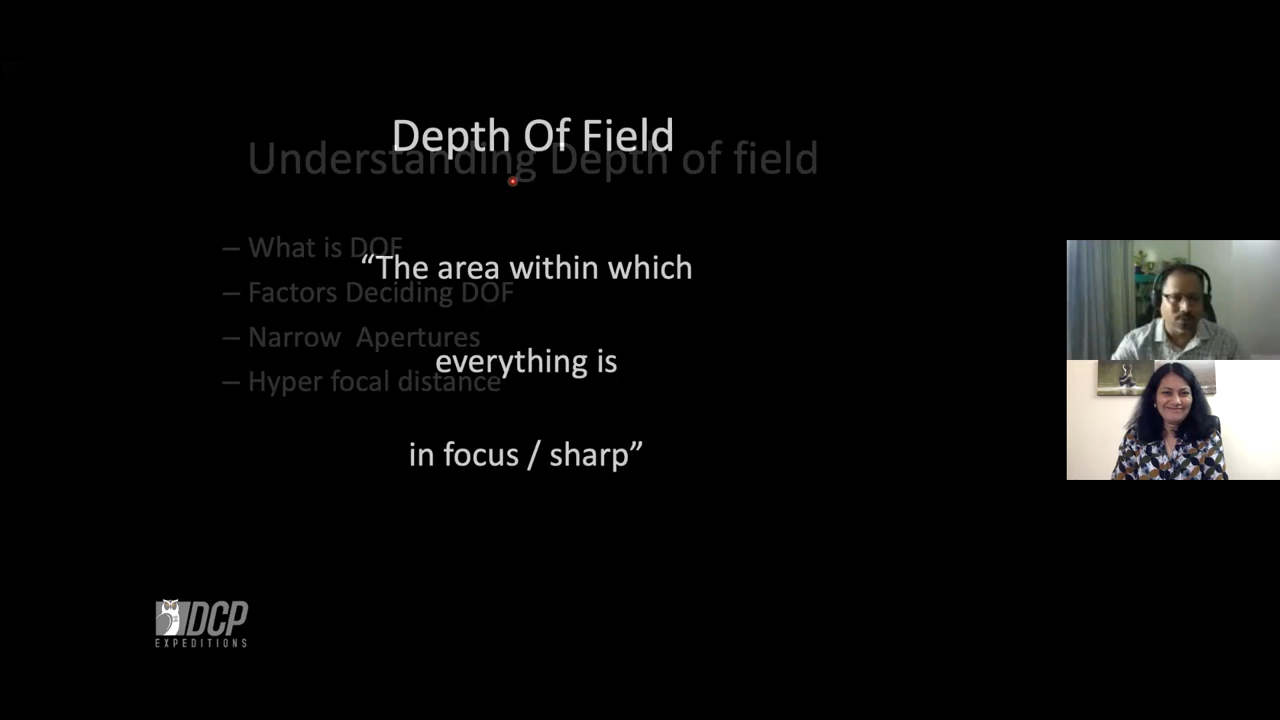 Depth Of Field
Understanding Depth of field
– What is DOF
“The area within which
– Factors Deciding DOF
– Narrow  Apertures
everything is
– Hyper focal distance
in focus / sharp”
DCP
EXPEDITIONS